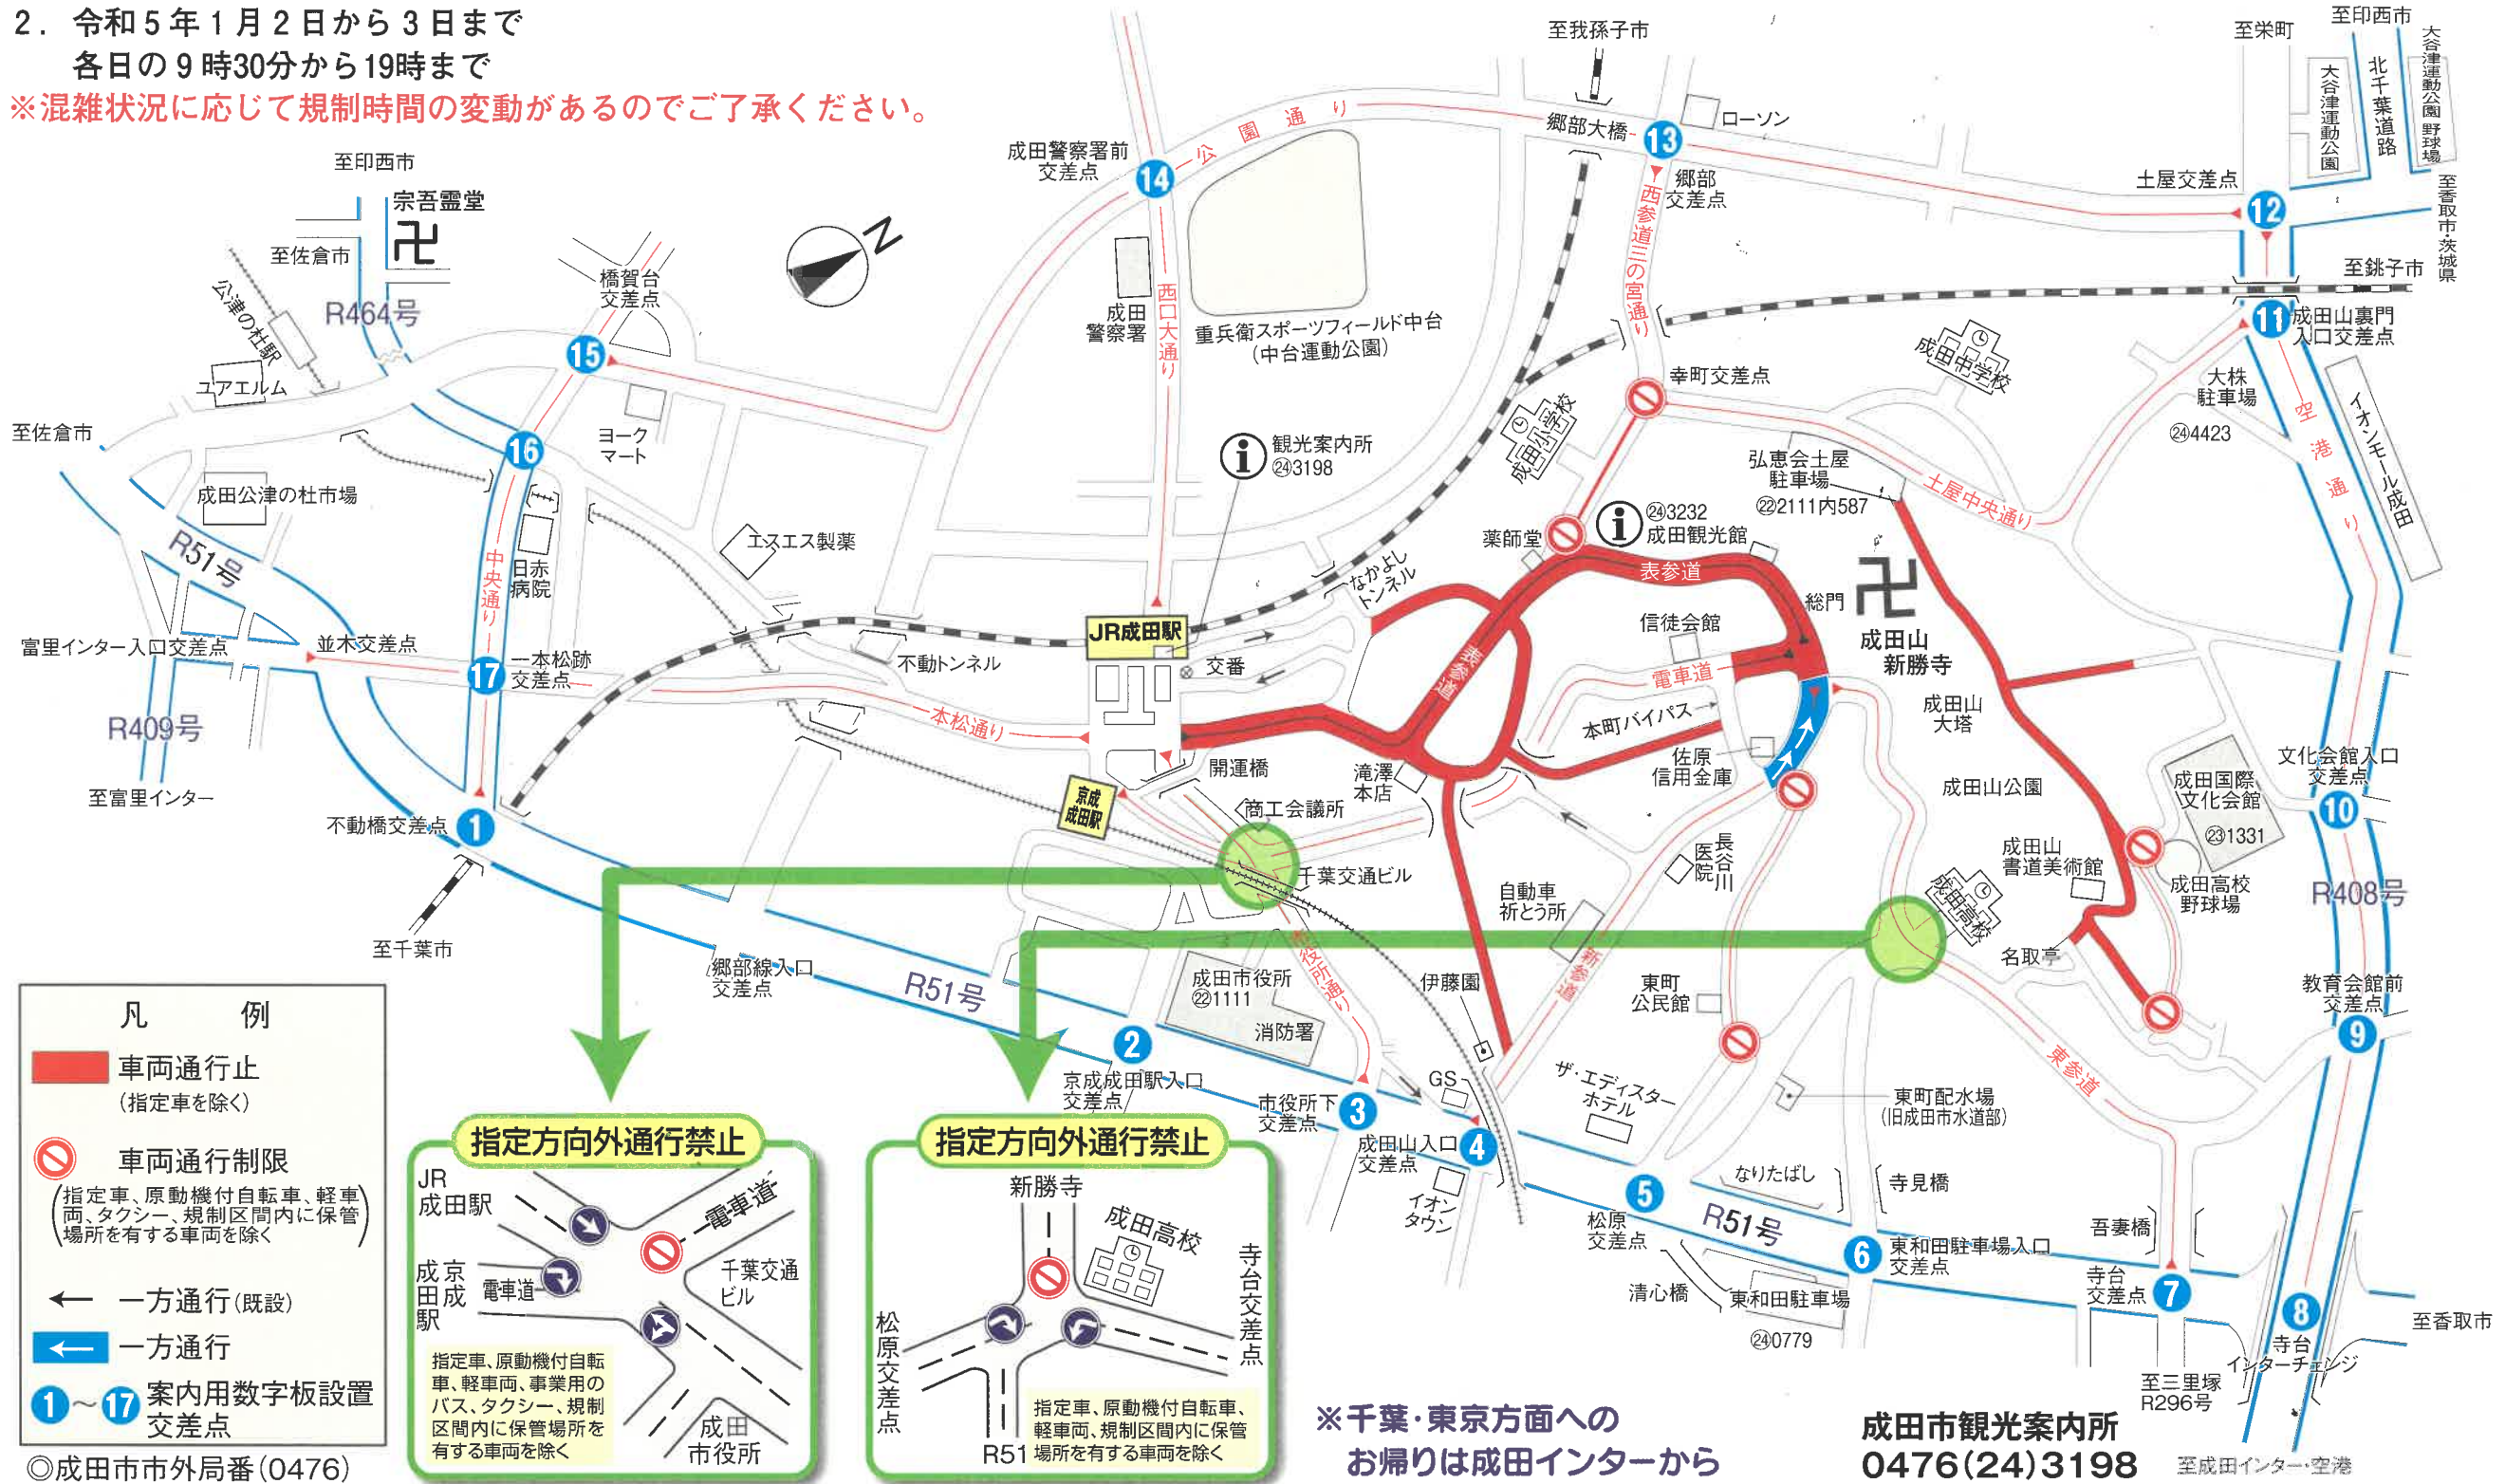 2. 令和5年1月2日から3日まで
各日の9時30分から19時まで
※混雑状況に応じて規制時間の変動があるのでご了承ください。
至我孫子市
至栄町
至印西市
大谷津運動公園
北千葉道路
大谷津運動公園 野球場
至香取市・茨城県
郷部大橋
13
ローソン
郷部
交差点
公園通り
成田警察署前
交差点
14
土屋交差点
12
至印西市
宗吾霊堂
至佐倉市
R464号
公津の杜駅
ユアエルム
至佐倉市
橋賀台
交差点
15
N
成田
警察署
西口大通り
重兵衛スポーツフィールド中台
(中台運動公園)
西参道三の宮通り
至銚子市
11
成田山裏門
入口交差点
成田中学校
大株
駐車場
㉔4423
空港通り
イオンモール成田
幸町交差点
成田小学校
16
ヨーク
マート
観光案内所
㉔3198
弘恵会土屋
駐車場
㉒2111内587
土屋中央通り
成田公津の杜市場
R51号
日赤
病院
中央通り
エスエス製薬
薬師堂
㉔3232
成田観光館
表参道
総門
なかよし
トンネル
信徒会館
成田山
新勝寺
富里インター入口交差点
並木交差点
17
一本松跡
交差点
不動トンネル
JR成田駅
交番
表参道
電車道
本町バイパス
成田山
大塔
R409号
至富里インター
一本松通り
開運橋
滝澤
本店
佐原
信用金庫
成田山公園
成田国際
文化会館
㉓1331
文化会館入口
交差点
10
不動橋交差点
1
京成
成田駅
商工会議所
千葉交通ビル
自動車
祈とう所
長谷川
医院
成田高校
成田山
書道美術館
成田高校
野球場
R408号
至千葉市
郷部線入口
交差点
R51号
成田市役所
㉒1111
消防署
市役所通り
伊藤園
新参道
東町
公民館
名取亭
教育会館前
交差点
9
2
京成成田駅入口
交差点
市役所下
交差点
3
GS
成田山入口
交差点
4
イオン
タウン
ザ・エディスター
ホテル
東町配水場
(旧成田市水道部)
東参道
5
松原
交差点
なりたばし
R51号
寺見橋
6
東和田駐車場入口
交差点
吾妻橋
清心橋
東和田駐車場
㉔0779
寺台
交差点
7
8
寺台
インターチェンジ
至香取市
至三里塚
R296号
至成田インター・空港
凡 例
車両通行止
(指定車を除く)
車両通行制限
(指定車、原動機付自転車、軽車
両、タクシー、規制区間内に保管
場所を有する車両を除く)
一方通行(既設)
一方通行
1～17 案内用数字板設置
交差点
◎成田市市外局番(0476)
指定方向外通行禁止
JR
成田駅
電車道
京成
成田駅
電車道
千葉交通
ビル
成田
市役所
指定車、原動機付自転
車、軽車両、事業用の
バス、タクシー、規制
区間内に保管場所を
有する車両を除く
指定方向外通行禁止
新勝寺
成田高校
松原交差点
寺台交差点
R51
指定車、原動機付自転車、
軽車両、規制区間内に保管
場所を有する車両を除く
※千葉・東京方面への
お帰りは成田インターから
成田市観光案内所
0476(24)3198